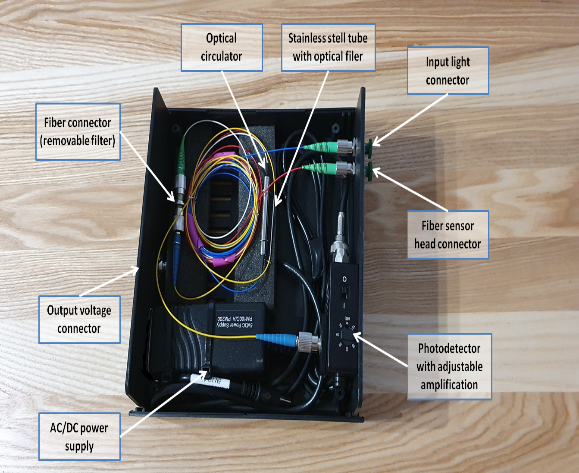 Optical
circulator
Stainless stell tube
with optical filer
Input light
connector
Fiber connector
(removable filter)
Fiber sensor
head connector
Output voltage
connector
Photodetector
with adjustable
amplification
AC/DC power
supply